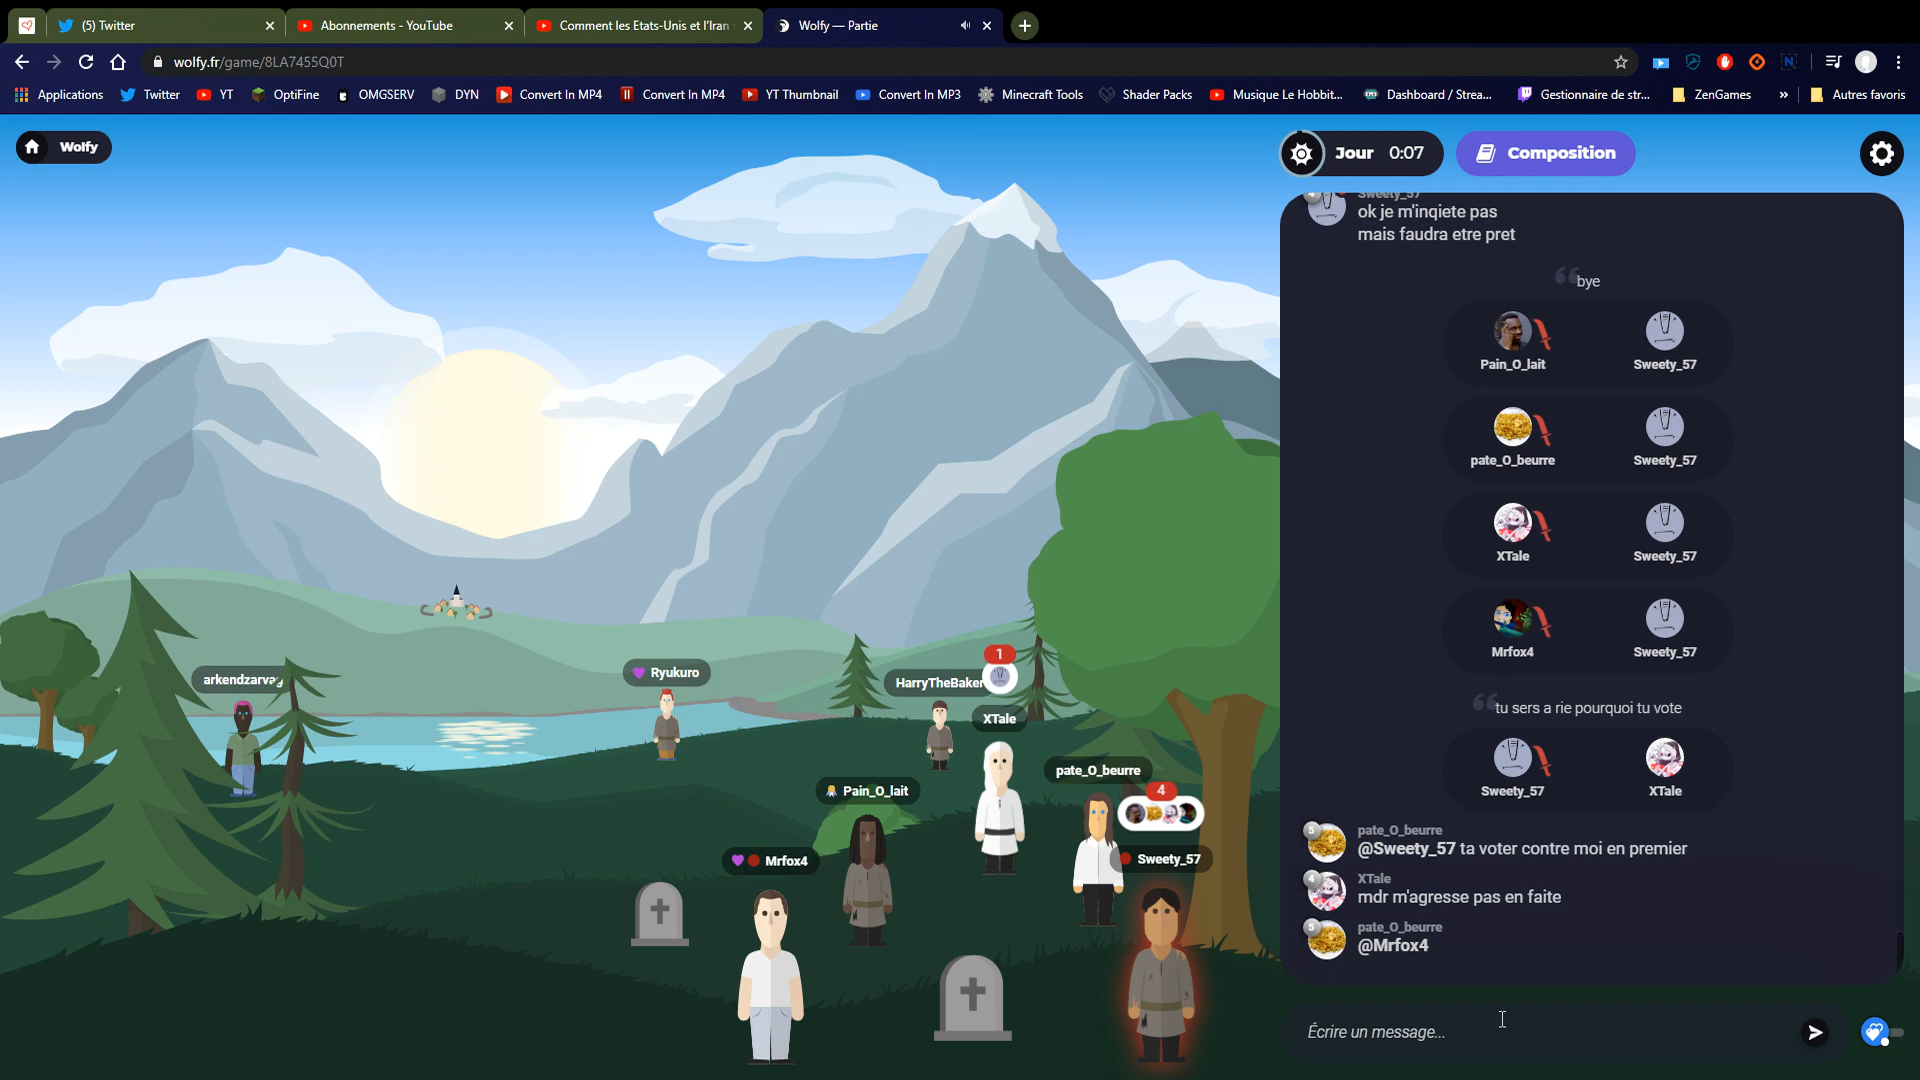 (5) Twitter
Abonnements - YouTube
Comment les Etats-Unis et l'Iran
Wolfy — Partie
wolfy.fr/game/8LA7455Q0T
Applications
Twitter
YT
OptiFine
OMGSERV
DYN
Convert In MP4
Convert In MP4
YT Thumbnail
Convert In MP3
Minecraft Tools
Shader Packs
Musique Le Hobbit...
Dashboard / Strea...
Gestionnaire de str...
ZenGames
»
Autres favoris
Wolfy
Jour 0:07
Composition
Sweety_57
ok je m'inqiete pas
mais faudra etre pret
bye
Pain_O_lait
Sweety_57
pate_O_beurre
Sweety_57
XTale
Sweety_57
Mrfox4
Sweety_57
tu sers a rie pourquoi tu vote
Sweety_57
XTale
5
pate_O_beurre
@Sweety_57 ta voter contre moi en premier
4
XTale
mdr m'agresse pas en faite
5
pate_O_beurre
@Mrfox4
Écrire un message...
arkendzarvag
Ryukuro
HarryTheBaker
1
XTale
pate_O_beurre
4
Pain_O_lait
Mrfox4
Sweety_57